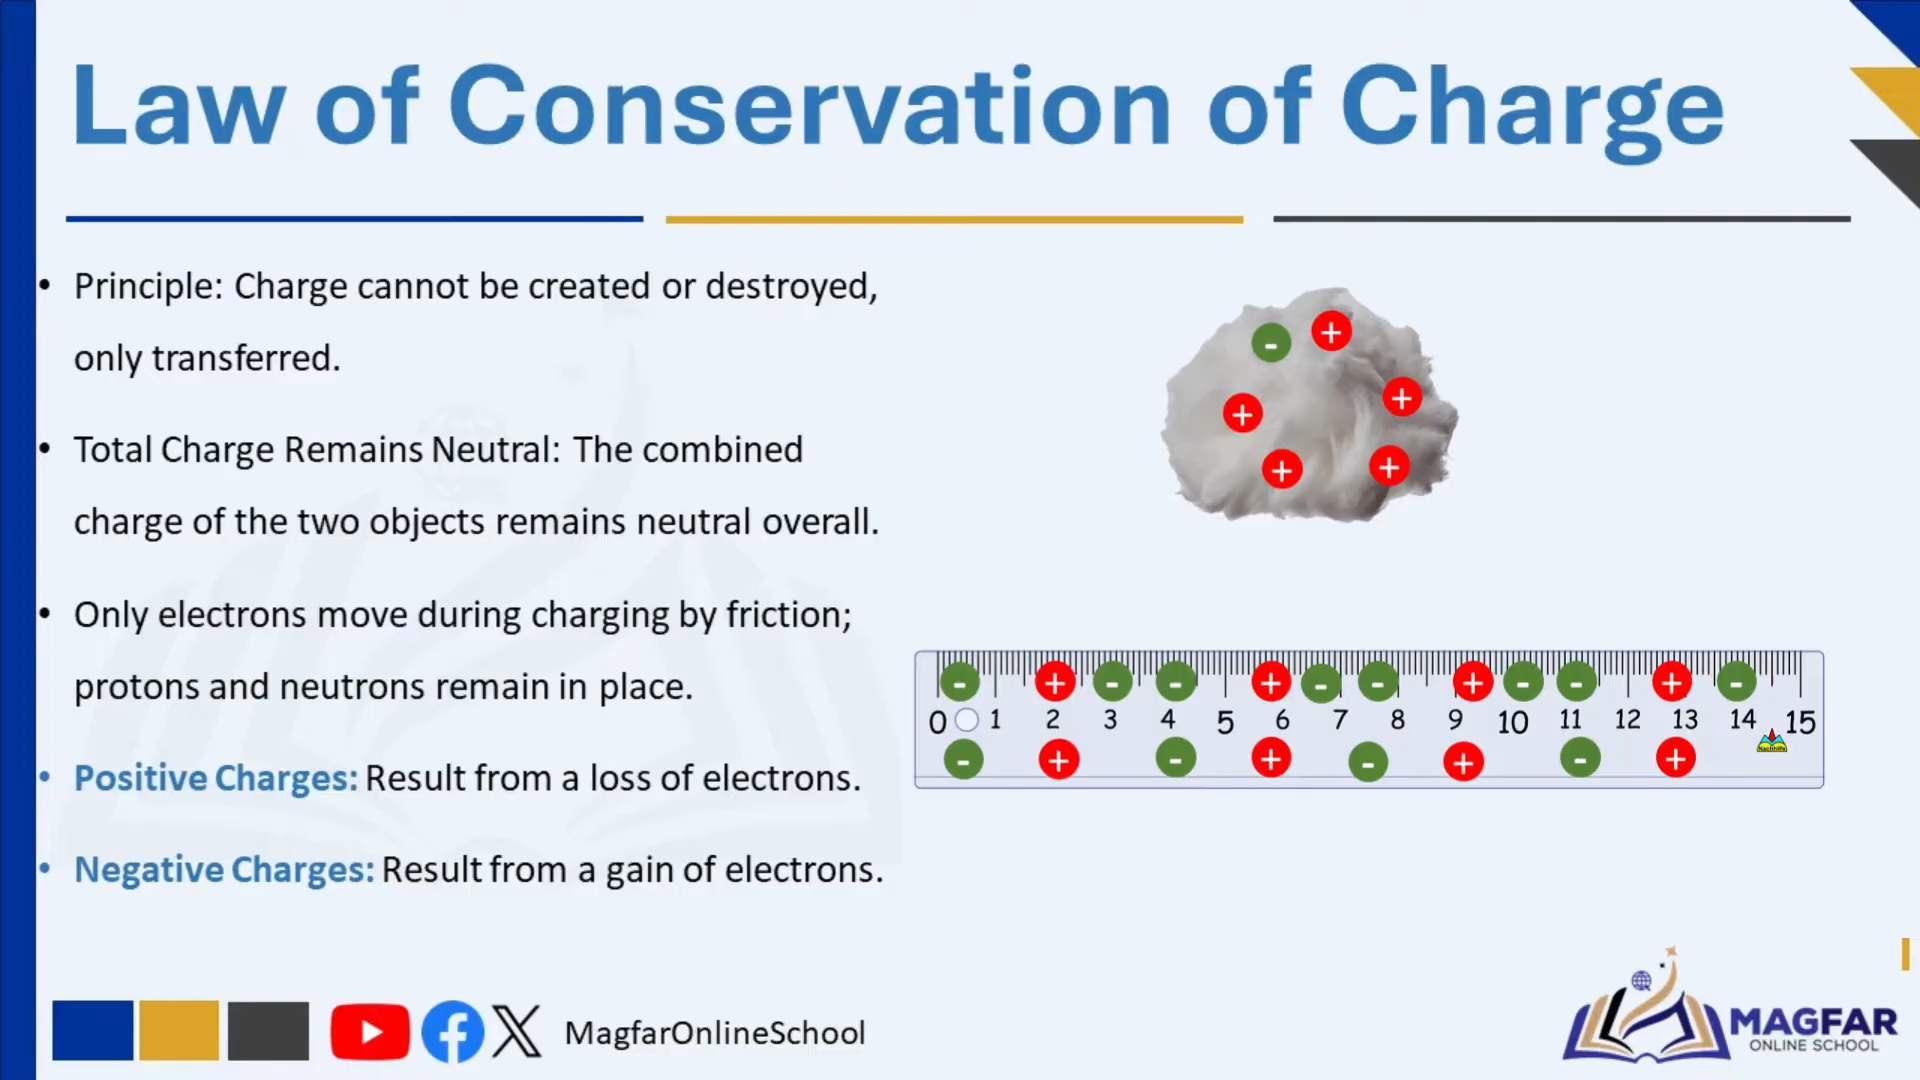 Law of Conservation of Charge
• Principle: Charge cannot be created or destroyed,
only transferred.
• Total Charge Remains Neutral: The combined
charge of the two objects remains neutral overall.
• Only electrons move during charging by friction;
protons and neutrons remain in place.
• Positive Charges: Result from a loss of electrons.
• Negative Charges: Result from a gain of electrons.
- +
+ +
+ +
- + - - + - - + - - + -
0 1 2 3 4 5 6 7 8 9 10 11 12 13 14 15
Nachhilfe
- + - + - + - +
MagfarOnlineSchool
MAGFAR
ONLINE SCHOOL